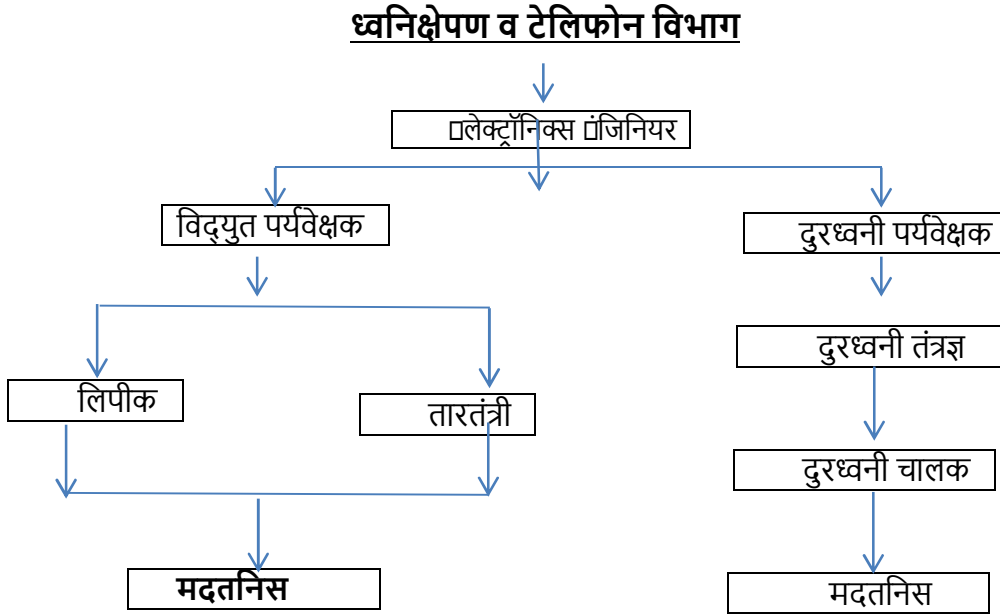 ध्वनिक्षेपण व टेलिफोन विभाग
▯लेक्ट्रॉनिक्स ▯ंजिनियर
विद्युत पर्यवेक्षक
दुरध्वनी पर्यवेक्षक
दुरध्वनी तंत्रज्ञ
लिपीक
तारतंत्री
दुरध्वनी चालक
मदतनिस
मदतनिस